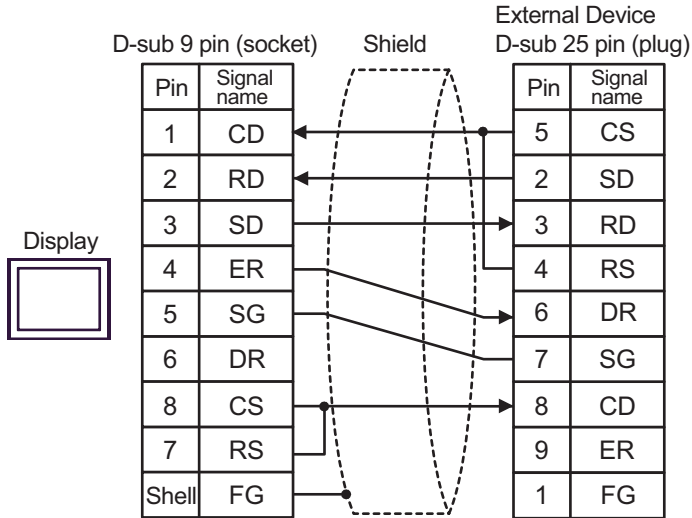 External Device
D-sub 9 pin (socket) Shield D-sub 25 pin (plug)
Pin Signal name Pin Signal name
1 CD 5 CS
2 RD 2 SD
3 SD 3 RD
Display
4 ER 4 RS
5 SG 6 DR
6 DR 7 SG
8 CS 8 CD
7 RS 9 ER
Shell FG 1 FG